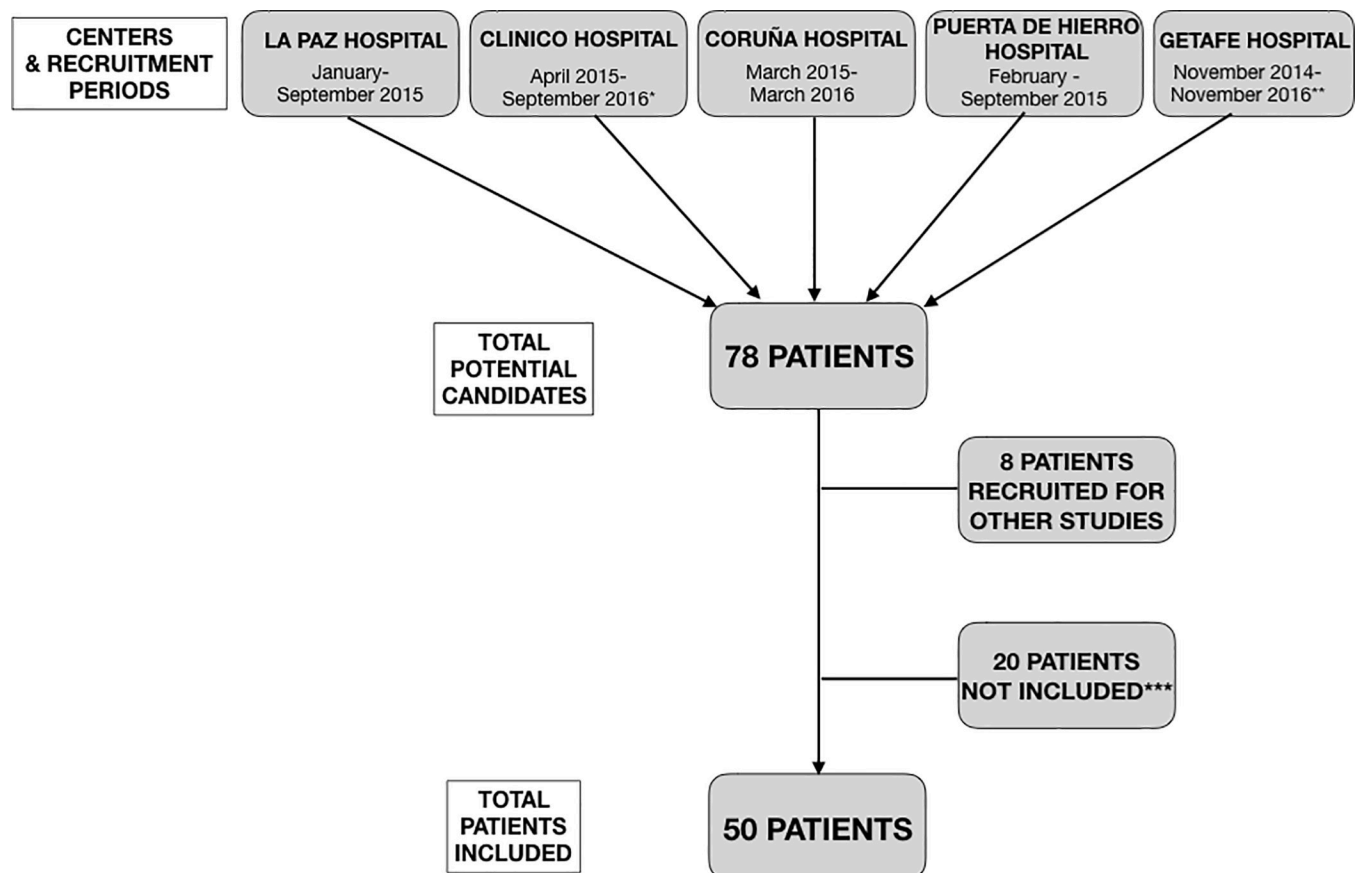 CENTERS
& RECRUITMENT
PERIODS
LA PAZ HOSPITAL
January-
September 2015
CLINICO HOSPITAL
April 2015-
September 2016*
CORUÑA HOSPITAL
March 2015-
March 2016
PUERTA DE HIERRO
HOSPITAL
February -
September 2015
GETAFE HOSPITAL
November 2014-
November 2016**
TOTAL
POTENTIAL
CANDIDATES
78 PATIENTS
8 PATIENTS
RECRUITED FOR
OTHER STUDIES
20 PATIENTS
NOT INCLUDED***
TOTAL
PATIENTS
INCLUDED
50 PATIENTS